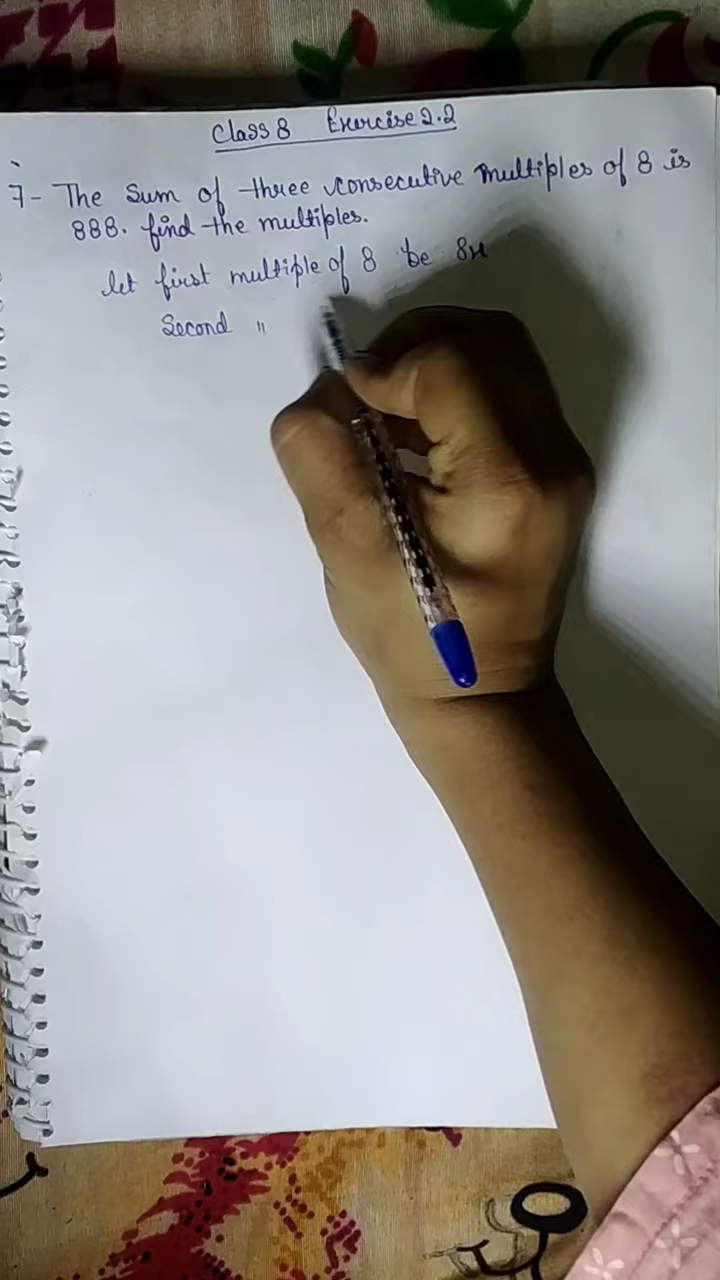 Class 8 Exercise 2.2
7- The Sum of three consecutive multiples of 8 is
888. find the multiples.
let first multiple of 8 be 8x
Second "